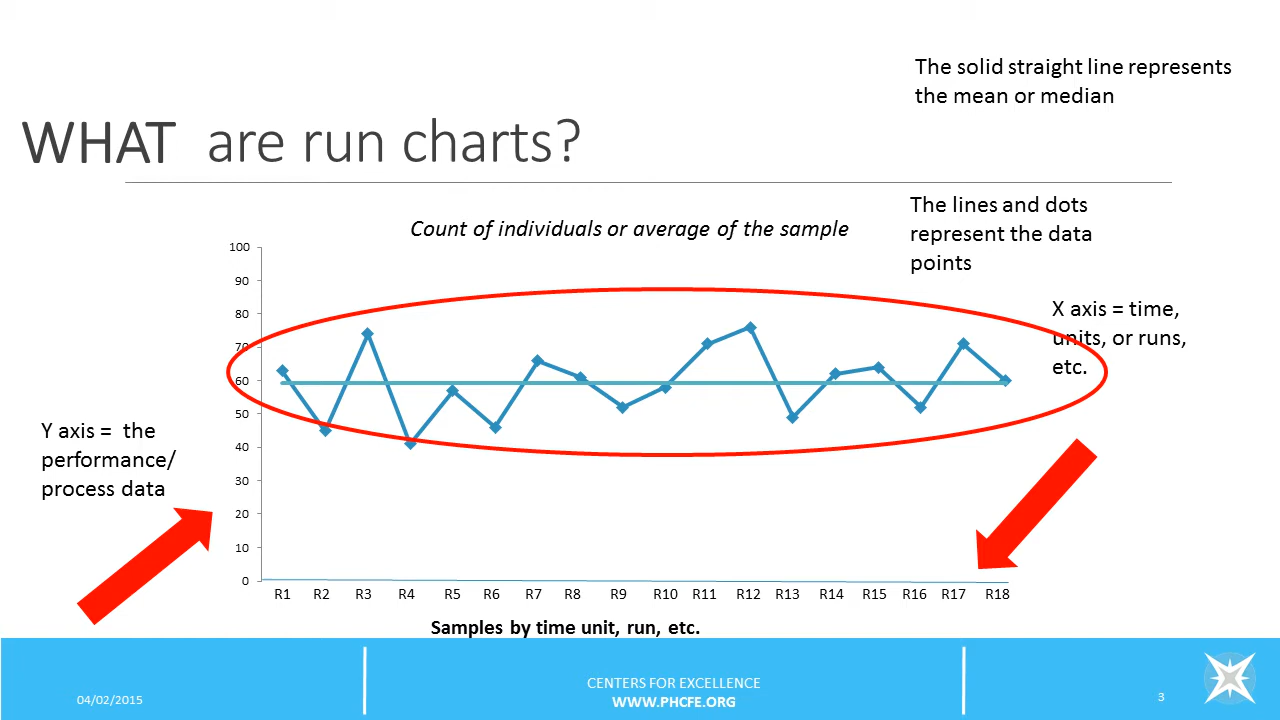 The solid straight line represents
the mean or median
WHAT are run charts?
The lines and dots
represent the data
points
Count of individuals or average of the sample
X axis = time,
units, or runs,
etc.
Y axis = the
performance/
process data
100
90
80
70
60
50
40
30
20
10
0
R1 R2 R3 R4 R5 R6 R7 R8 R9 R10 R11 R12 R13 R14 R15 R16 R17 R18
Samples by time unit, run, etc.
04/02/2015
CENTERS FOR EXCELLENCE
WWW.PHCFE.ORG
3